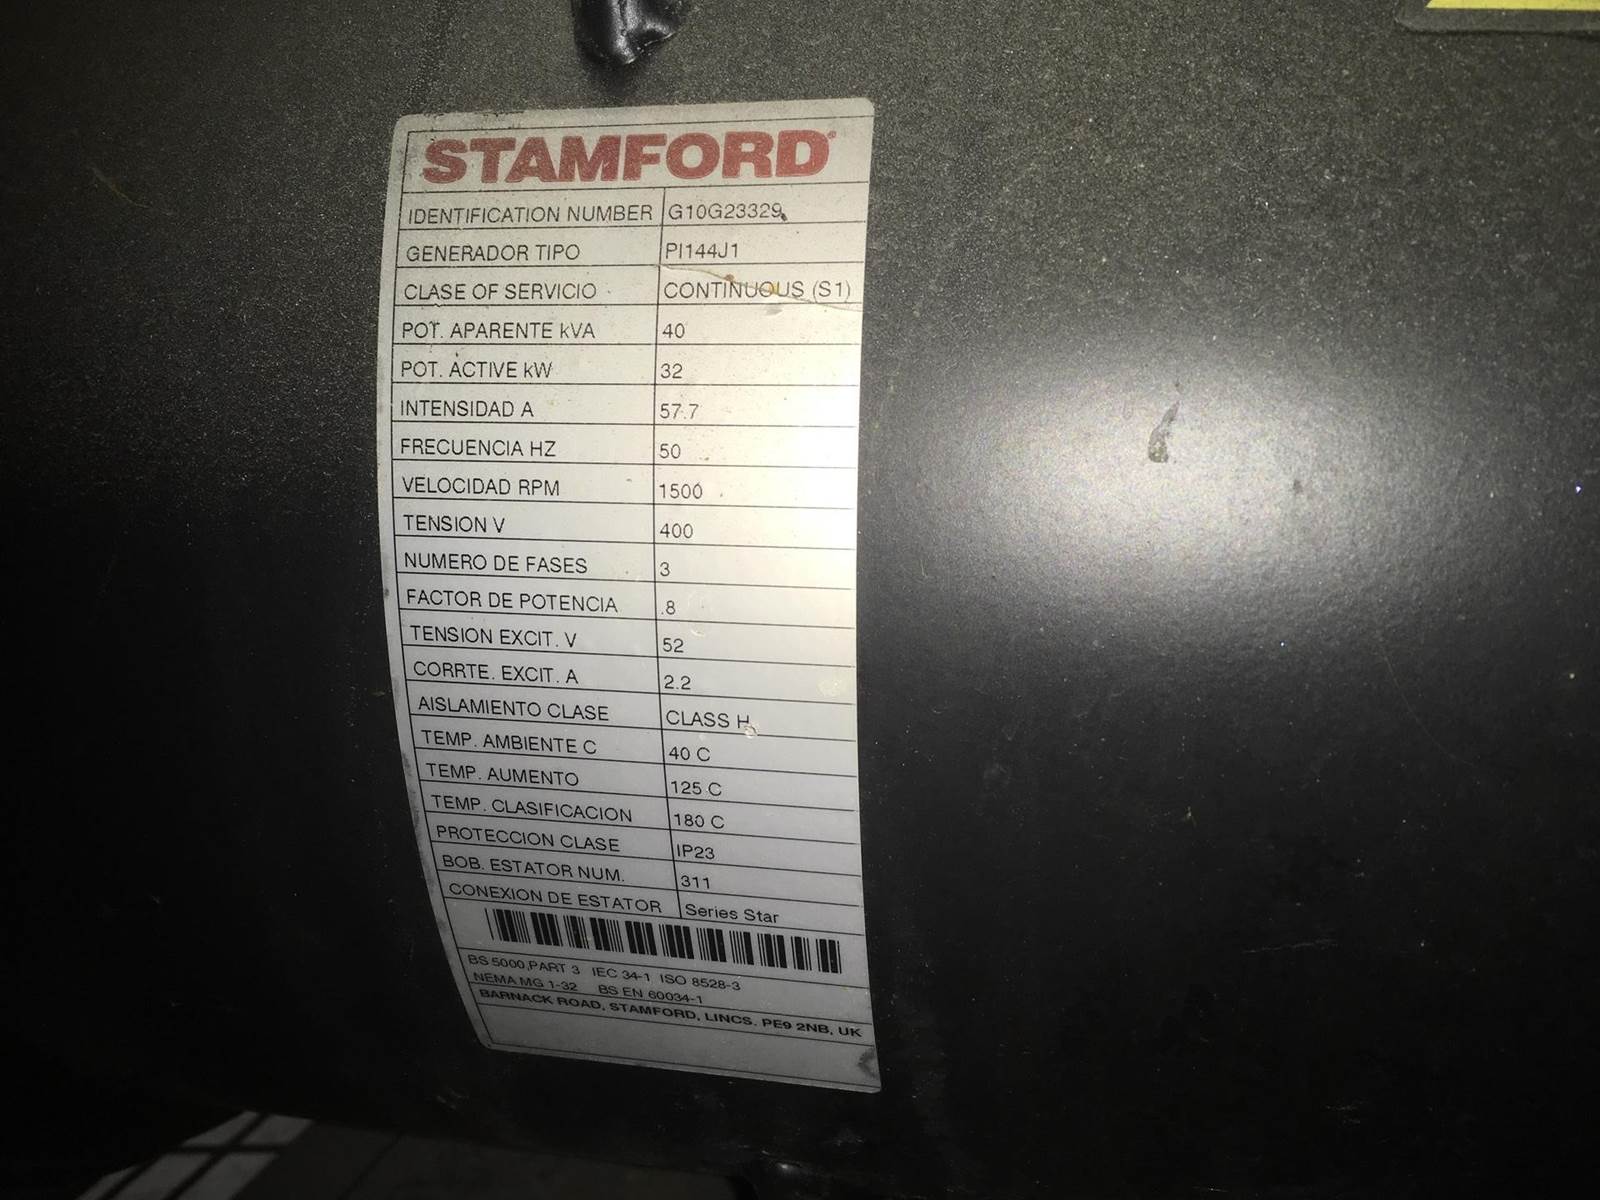 STAMFORD®
IDENTIFICATION NUMBER G10G23329
GENERADOR TIPO PI144J1
CLASE OF SERVICIO CONTINUOUS (S1)
POT. APARENTE kVA 40
POT. ACTIVE kW 32
INTENSIDAD A 57.7
FRECUENCIA HZ 50
VELOCIDAD RPM 1500
TENSION V 400
NUMERO DE FASES 3
FACTOR DE POTENCIA .8
TENSION EXCIT. V 52
CORRTE. EXCIT. A 2.2
AISLAMIENTO CLASE CLASS H
TEMP. AMBIENTE C 40 C
TEMP. AUMENTO 125 C
TEMP. CLASIFICACION 180 C
PROTECCION CLASE IP23
BOB. ESTATOR NUM. 311
CONEXION DE ESTATOR Series Star
BS 5000,PART 3 IEC 34-1 ISO 8528-3
NEMA MG 1-32 BS EN 60034-1
BARNACK ROAD, STAMFORD, LINCS. PE9 2NB, UK